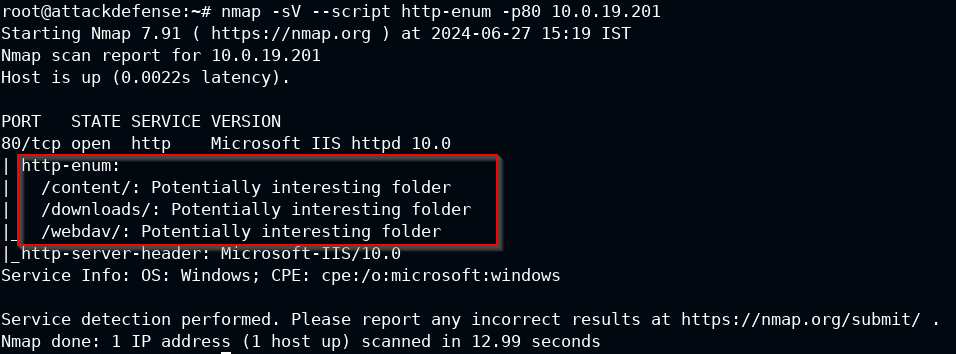 root@attackdefense:~# nmap -sV --script http-enum -p80 10.0.19.201
Starting Nmap 7.91 ( https://nmap.org ) at 2024-06-27 15:19 IST
Nmap scan report for 10.0.19.201
Host is up (0.0022s latency).
PORT   STATE SERVICE VERSION
80/tcp open  http    Microsoft IIS httpd 10.0
| http-enum:
|   /content/: Potentially interesting folder
|   /downloads/: Potentially interesting folder
|_  /webdav/: Potentially interesting folder
|_http-server-header: Microsoft-IIS/10.0
Service Info: OS: Windows; CPE: cpe:/o:microsoft:windows
Service detection performed. Please report any incorrect results at https://nmap.org/submit/ .
Nmap done: 1 IP address (1 host up) scanned in 12.99 seconds